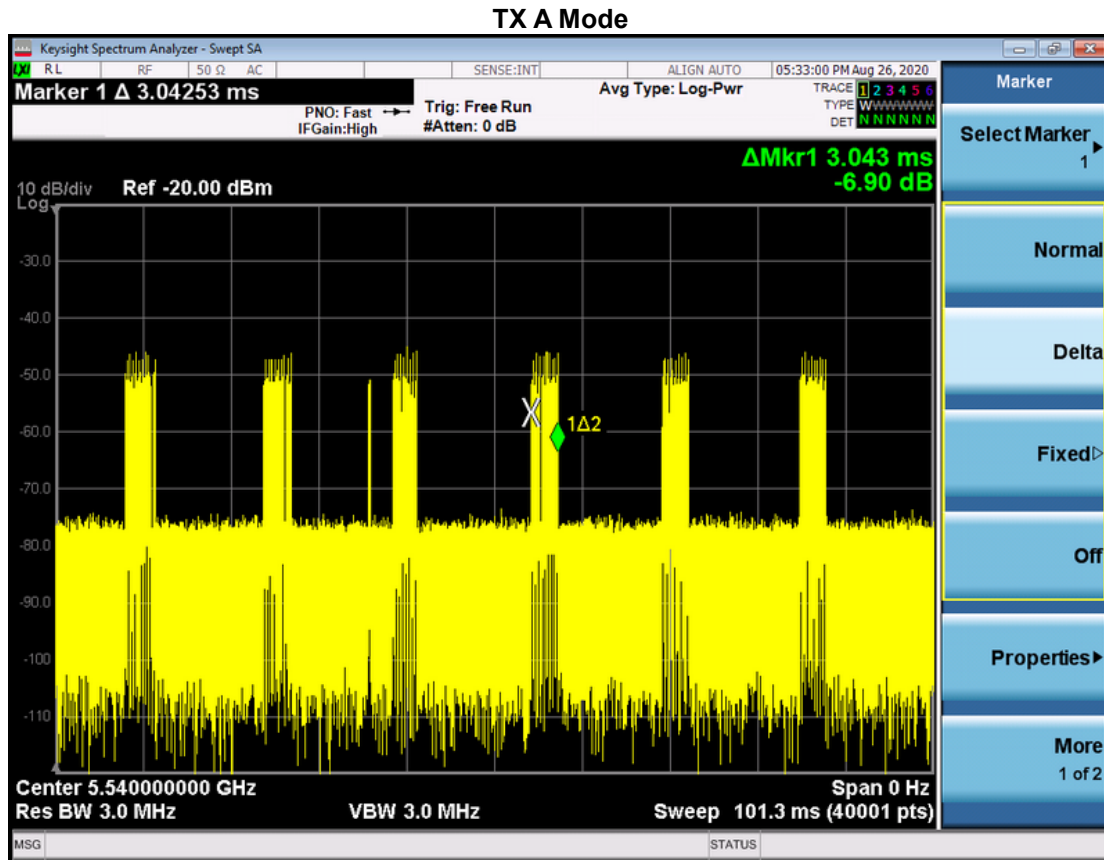 TX A Mode
Keysight Spectrum Analyzer - Swept SA
LXI RL RF 50 Ω AC SENSE:INT ALIGN AUTO 05:33:00 PM Aug 26, 2020
Marker 1 Δ 3.04253 ms
PNO: Fast
IFGain:High
Trig: Free Run
#Atten: 0 dB
Avg Type: Log-Pwr
TRACE 1 2 3 4 5 6
TYPE WWWWWWW
DET N N N N N N
Marker
Select Marker
1
Normal
Delta
Fixed
Off
Properties
More
1 of 2
ΔMkr1 3.043 ms
-6.90 dB
10 dB/div Ref -20.00 dBm
Log
-30.0
-40.0
-50.0
-60.0
-70.0
-80.0
-90.0
-100
-110
X
1Δ2
Center 5.540000000 GHz Span 0 Hz
Res BW 3.0 MHz VBW 3.0 MHz Sweep 101.3 ms (40001 pts)
MSG STATUS